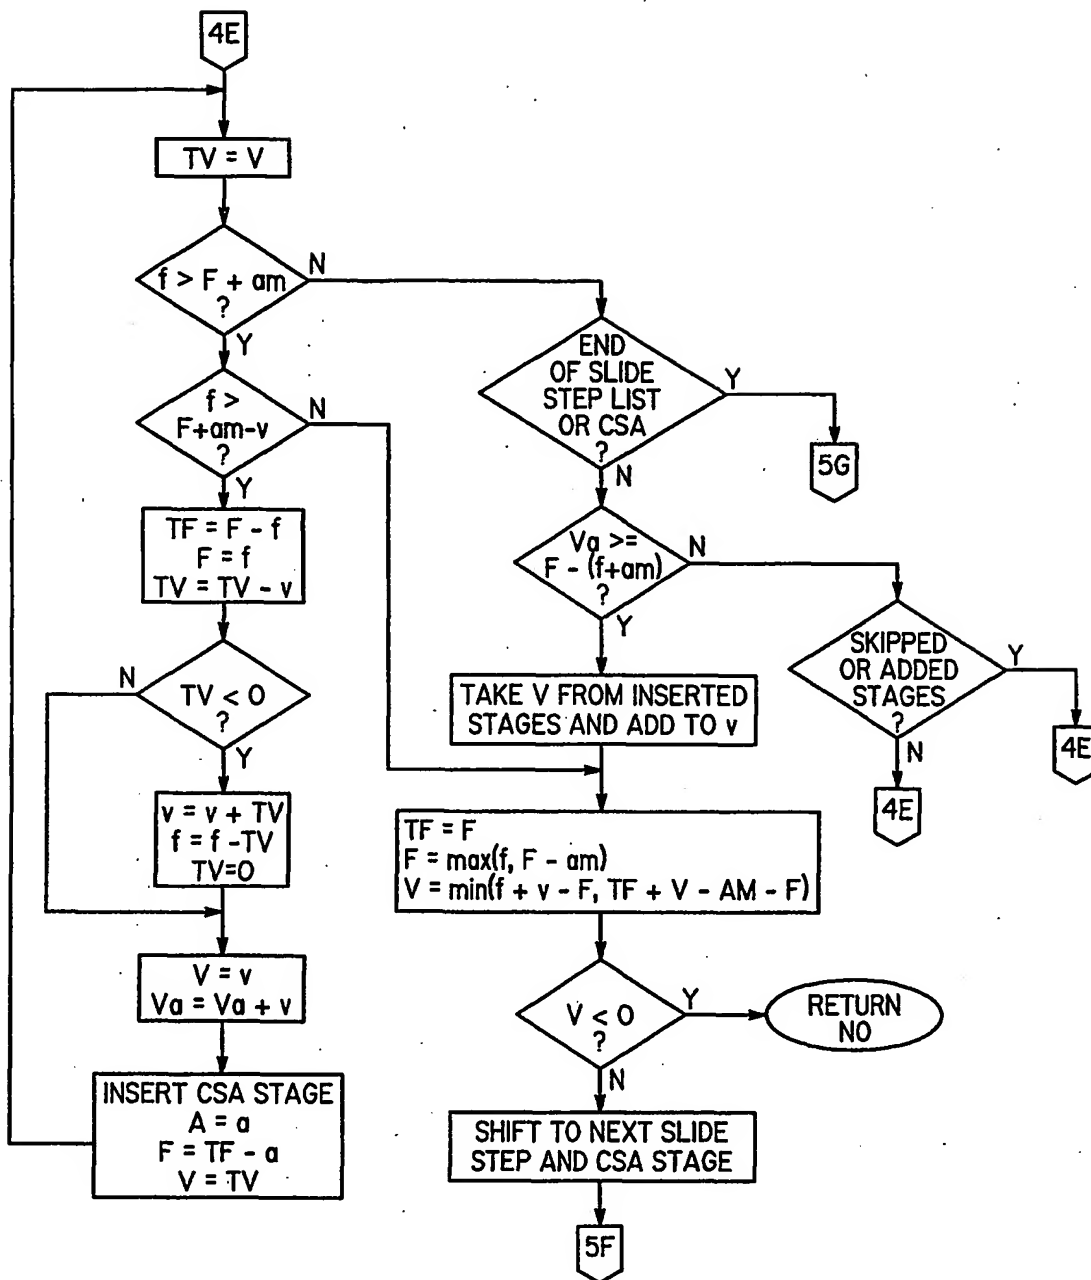 4E
TV = V
f > F + am
?
N
Y
f >
F+am-v
?
N
Y
TF = F - f
F = f
TV = TV - v
TV < 0
?
N
Y
v = v + TV
f = f -TV
TV=0
V = v
Va = Va + v
INSERT CSA STAGE
A = a
F = TF - a
V = TV
END
OF SLIDE
STEP LIST
OR CSA
?
Y
5G
N
Va >=
F - (f+am)
?
N
Y
SKIPPED
OR ADDED
STAGES
?
Y
4E
N
4E
TAKE V FROM INSERTED
STAGES AND ADD TO v
TF = F
F = max(f, F - am)
V = min(f + v - F, TF + V - AM - F)
V < 0
?
Y
RETURN
NO
N
SHIFT TO NEXT SLIDE
STEP AND CSA STAGE
5F